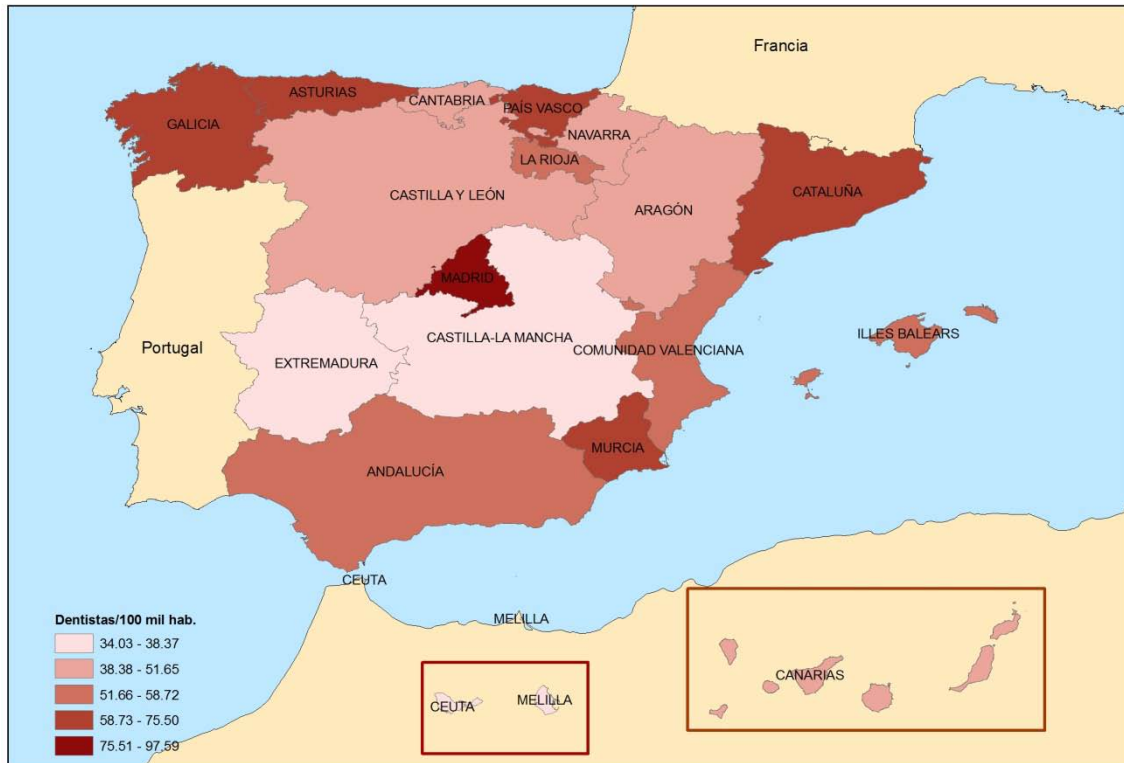 Francia
ASTURIAS
CANTABRIA
PAÍS VASCO
GALICIA
NAVARRA
LA RIOJA
CASTILLA Y LEÓN
CATALUÑA
ARAGÓN
MADRID
ILLES BALEARS
CASTILLA-LA MANCHA
Portugal
COMUNIDAD VALENCIANA
EXTREMADURA
MURCIA
ANDALUCÍA
CEUTA
MELILLA
Dentistas/100 mil hab.
34.03 - 38.37
38.38 - 51.65
51.66 - 58.72
58.73 - 75.50
75.51 - 97.59
CEUTA
MELILLA
CANARIAS